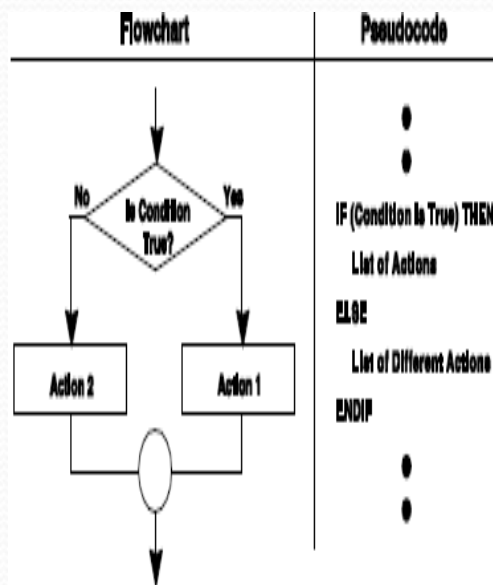 Flowchart
Pseudocode
No
Is Condition
True?
Yes
Action 2
Action 1
IF (Condition Is True) THEN
List of Actions
ELSE
List of Different Actions
ENDIF